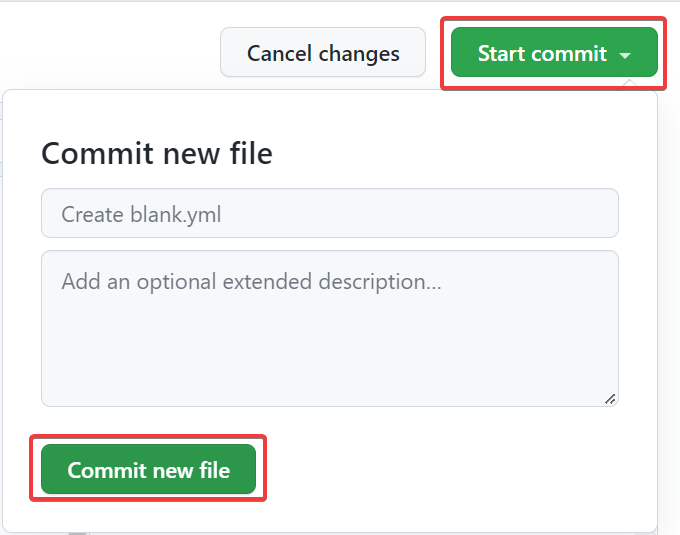 Cancel changes
Start commit
Commit new file
Create blank.yml
Add an optional extended description...
Commit new file